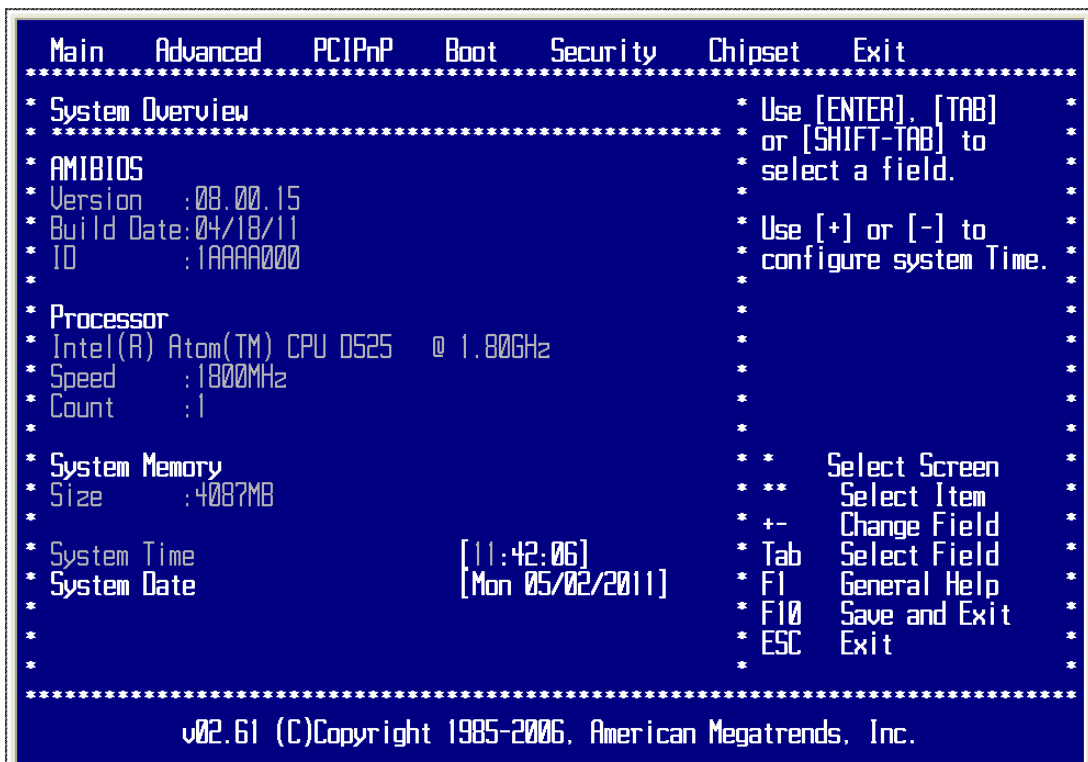 Main Advanced PCIPnP Boot Security Chipset Exit
********************************************************************************
* System Overview * Use [ENTER], [TAB] *
* *************************************************** * or [SHIFT-TAB] to *
* AMIBIOS * select a field. *
* Version :08.00.15 * *
* Build Date:04/18/11 * Use [+] or [-] to *
* ID :1AAAA000 * configure system Time. *
* * *
* Processor * *
* Intel(R) Atom(TM) CPU D525 @ 1.80GHz * *
* Speed :1800MHz * *
* Count :1 * *
* * *
* System Memory * * Select Screen *
* Size :4087MB * ** Select Item *
* * +- Change Field *
* System Time [11:42:06] * Tab Select Field *
* System Date [Mon 05/02/2011] * F1 General Help *
* * F10 Save and Exit *
* * ESC Exit *
* * *
********************************************************************************
v02.61 (C)Copyright 1985-2006, American Megatrends, Inc.